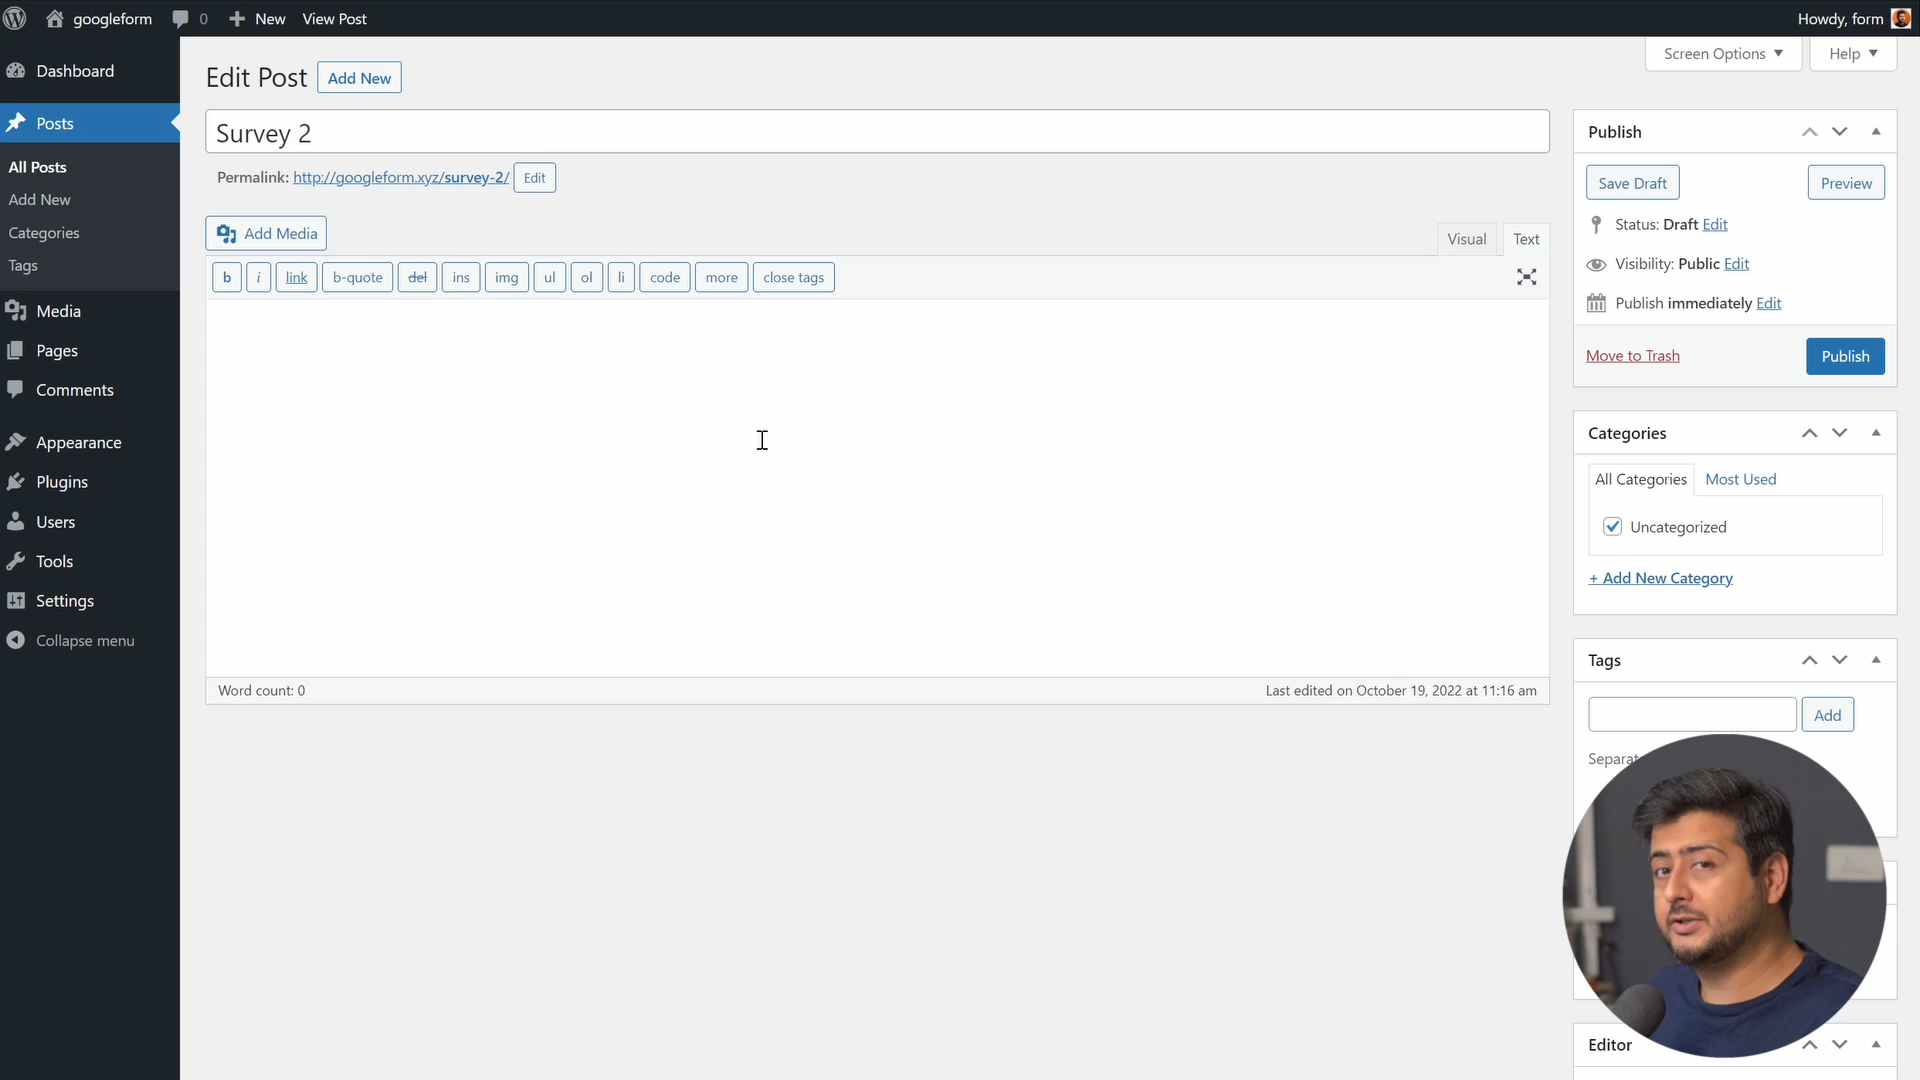 googleform 0 New View Post Howdy, form
Screen Options Help
Dashboard
Posts
All Posts
Add New
Categories
Tags
Media
Pages
Comments
Appearance
Plugins
Users
Tools
Settings
Collapse menu
Edit Post Add New
Survey 2
Permalink: http://googleform.xyz/survey-2/ Edit
Add Media
Visual Text
b i link b-quote del ins img ul ol li code more close tags
Word count: 0 Last edited on October 19, 2022 at 11:16 am
Publish
Save Draft Preview
Status: Draft Edit
Visibility: Public Edit
Publish immediately Edit
Move to Trash Publish
Categories
All Categories Most Used
Uncategorized
+ Add New Category
Tags
Add
Editor